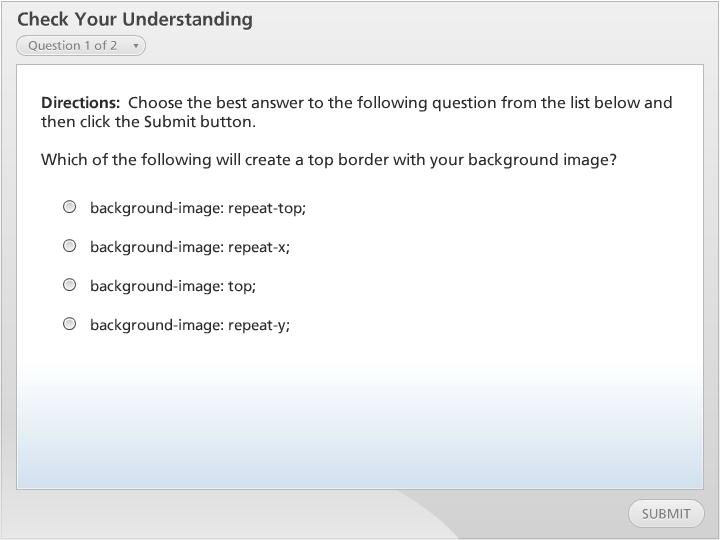 Check Your Understanding
Question 1 of 2
Directions: Choose the best answer to the following question from the list below and
then click the Submit button.
Which of the following will create a top border with your background image?
background-image: repeat-top;
background-image: repeat-x;
background-image: top;
background-image: repeat-y;
SUBMIT